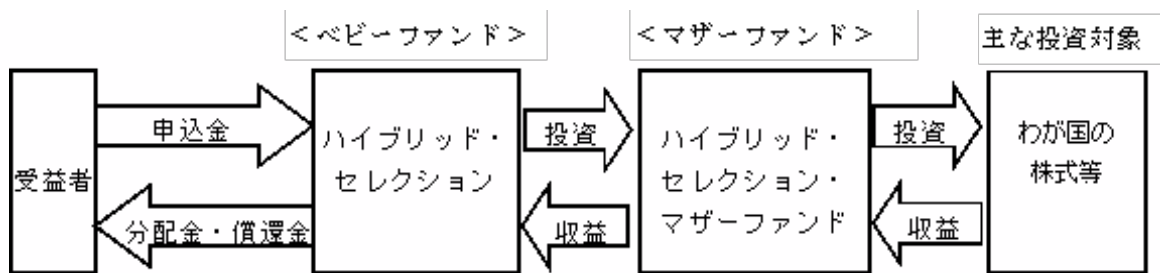 ＜ベビーファンド＞
＜マザーファンド＞
主な投資対象
受益者
申込金
分配金・償還金
ハイブリッド・
セレクション
投資
収益
ハイブリッド・
セレクション・
マザーファンド
投資
収益
わが国の
株式等